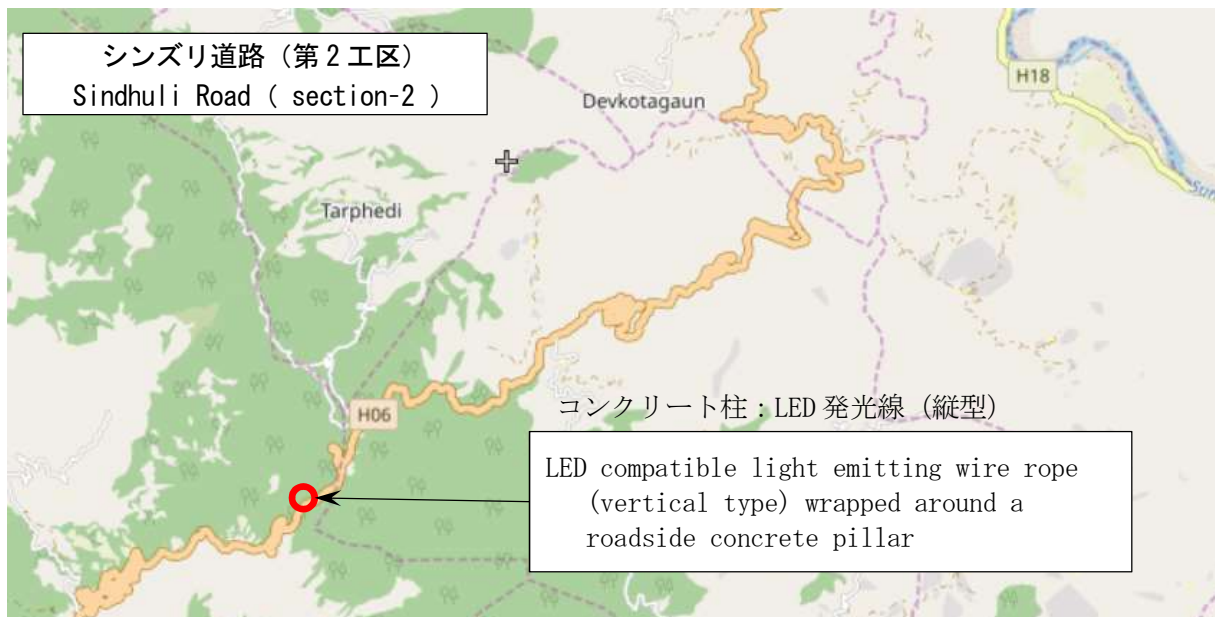 シンズリ道路（第２工区）
Sindhuli Road ( section-2 )
H18
Devkotagaun
Tarphedi
H06
コンクリート柱：LED 発光線（縦型）
LED compatible light emitting wire rope
(vertical type) wrapped around a
roadside concrete pillar